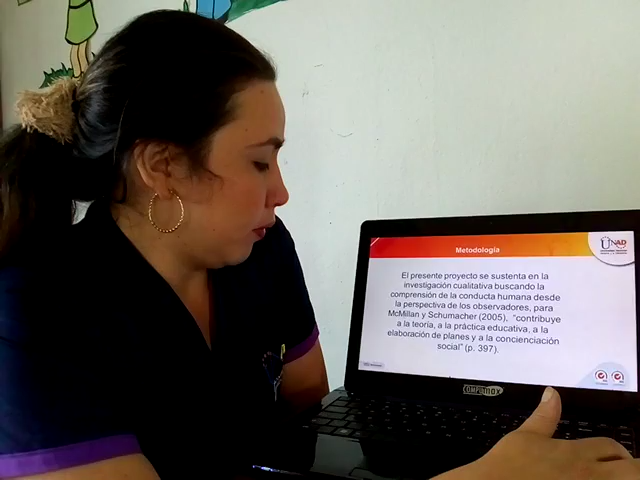 Metodología
UNAD
El presente proyecto se sustenta en la
investigación cualitativa buscando la
comprensión de la conducta humana desde
la perspectiva de los observadores, para
McMillan y Schumacher (2005), "contribuye
a la teoría, a la práctica educativa, a la
elaboración de planes y a la concienciación
social" (p. 397).
COMPUMAX